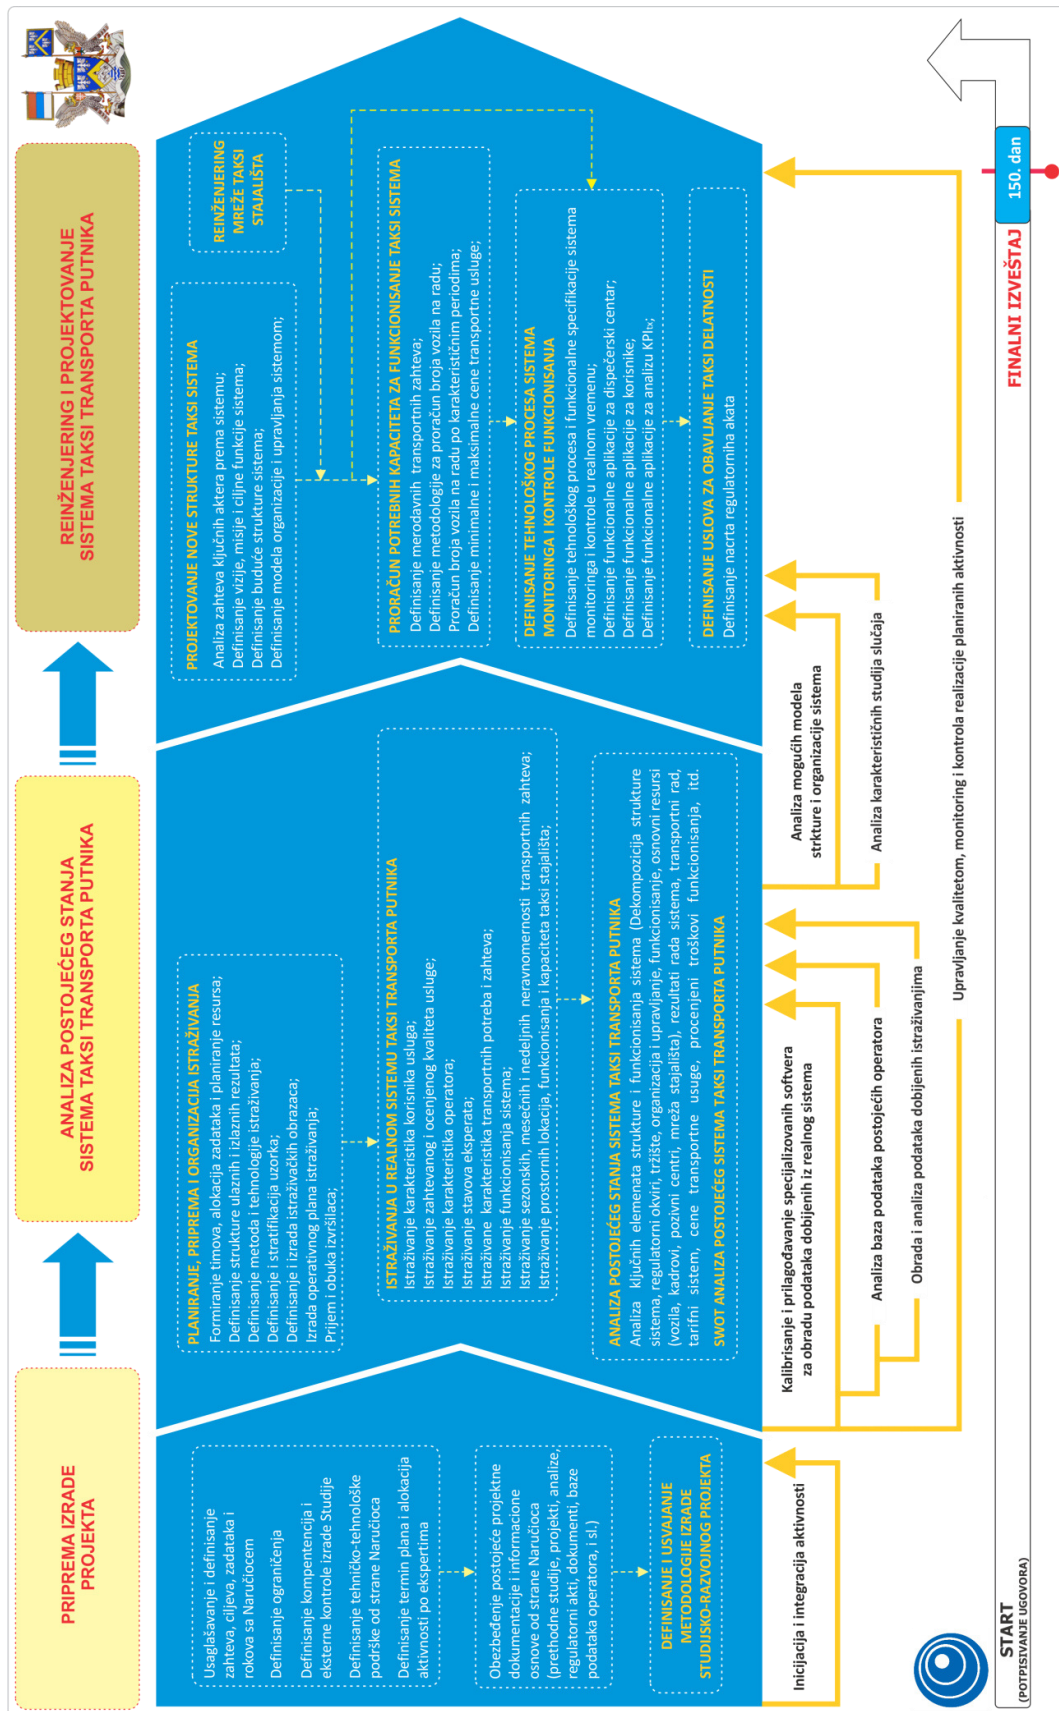 PRIPREMA IZRADE
PROJEKTA
ANALIZA POSTOJEĆEG STANJA
SISTEMA TAKSI TRANSPORTA PUTNIKA
REINŽENJERING I PROJEKTOVANJE
SISTEMA TAKSI TRANSPORTA PUTNIKA
Usaglašavanje i definisanje
zahteva, ciljeva, zadataka i
rokova sa Naručiocem
Definisanje ograničenja
Definisanje kompentencija i
eksterne kontrole izrade Studije
Definisanje tehničko-tehnološke
podrške od strane Naručioca
Definisanje termin plana i alokacija
aktivnosti po ekspertima
Obezbeđenje postojeće projektne
dokumentacije i informacione
osnove od strane Naručioca
(prethodne studije, projekti, analize,
regulatorni akti, dokumenti, baze
podataka operatora, i sl.)
DEFINISANJE I USVAJANJE
METODOLOGIJE IZRADE
STUDIJSKO-RAZVOJNOG PROJEKTA
PLANIRANJE, PRIPREMA I ORGANIZACIJA ISTRAŽIVANJA
Formiranje timova, alokacija zadataka i planiranje resursa;
Definisanje strukture ulaznih i izlaznih rezultata;
Definisanje metoda i tehnologije istraživanja;
Definisanje i stratifikacija uzorka;
Definisanje i izrada istraživačkih obrazaca;
Izrada operativnog plana istraživanja;
Prijem i obuka izvršilaca;
ISTRAŽIVANJA U REALNOM SISTEMU TAKSI TRANSPORTA PUTNIKA
Istraživanje karakteristika korisnika usluga;
Istraživanje zahtevanog i ocenjenog kvaliteta usluge;
Istraživanje karakteristika operatora;
Istraživanje stavova eksperata;
Istraživane karakteristika transportnih potreba i zahteva;
Istraživanje funkcionisanja sistema;
Istraživanje sezonskih, mesečnih i nedeljnih neravnomernosti transportnih zahteva;
Istraživanje prostornih lokacija, funkcionisanja i kapaciteta taksi stajališta;
ANALIZA POSTOJEĆEG STANJA SISTEMA TAKSI TRANSPORTA PUTNIKA
Analiza ključnih elemenata strukture i funkcionisanja sistema (Dekompozicija strukture
sistema, regulatorni okviri, tržište, organizacija i upravljanje, funkcionisanje, osnovni resursi
(vozila, kadrovi, pozivni centri, mreža stajališta), rezultati rada sistema, transportni rad,
tarifni sistem, cene transportne usuge, procenjeni troškovi funkcionisanja, itd.
SWOT ANALIZA POSTOJEĆEG SISTEMA TAKSI TRANSPORTA PUTNIKA
PROJEKTOVANJE NOVE STRUKTURE TAKSI SISTEMA
Analiza zahteva ključnih aktera prema sistemu;
Definisanje vizije, misije i ciljne funkcije sistema;
Definisanje buduće strukture sistema;
Definisanje modela organizacije i upravljanja sistemom;
REINŽENJERING
MREŽE TAKSI
STAJALIŠTA
PRORAČUN POTREBNIH KAPACITETA ZA FUNKCIONISANJE TAKSI SISTEMA
Definisanje merodavnih transportnih zahteva;
Definisanje metodologije za proračun broja vozila na radu;
Proračun broja vozila na radu po karakterističnim periodima;
Definisanje minimalne i maksimalne cene transportne usluge;
DEFINISANJE TEHNOLOŠKOG PROCESA SISTEMA
MONITORINGA I KONTROLE FUNKCIONISANJA
Definisanje tehnološkog procesa i funkcionalne specifikacije sistema
monitoringa i kontrole u realnom vremenu;
Definisanje funkcionalne aplikacije za dispečerski centar;
Definisanje funkcionalne aplikacije za korisnike;
Definisanje funkcionalne aplikacije za analizu KPItx;
DEFINISANJE USLOVA ZA OBAVLJANJE TAKSI DELATNOSTI
Definisanje nacrta regulatorniha akata
Inicijacija i integracija aktivnosti
Kalibrisanje i prilagođavanje specijalizovanih softvera
za obradu podataka dobijenih iz realnog sistema
Analiza baza podataka postojećih operatora
Obrada i analiza podataka dobijenih istraživanjima
Analiza mogućih modela
strkture i organizacije sistema
Analiza karakterističnih studija slučaja
Upravljanje kvalitetom, monitoring i kontrola realizacije planiranih aktivnosti
START
(POTPISIVANJE UGOVORA)
FINALNI IZVEŠTAJ
150. dan